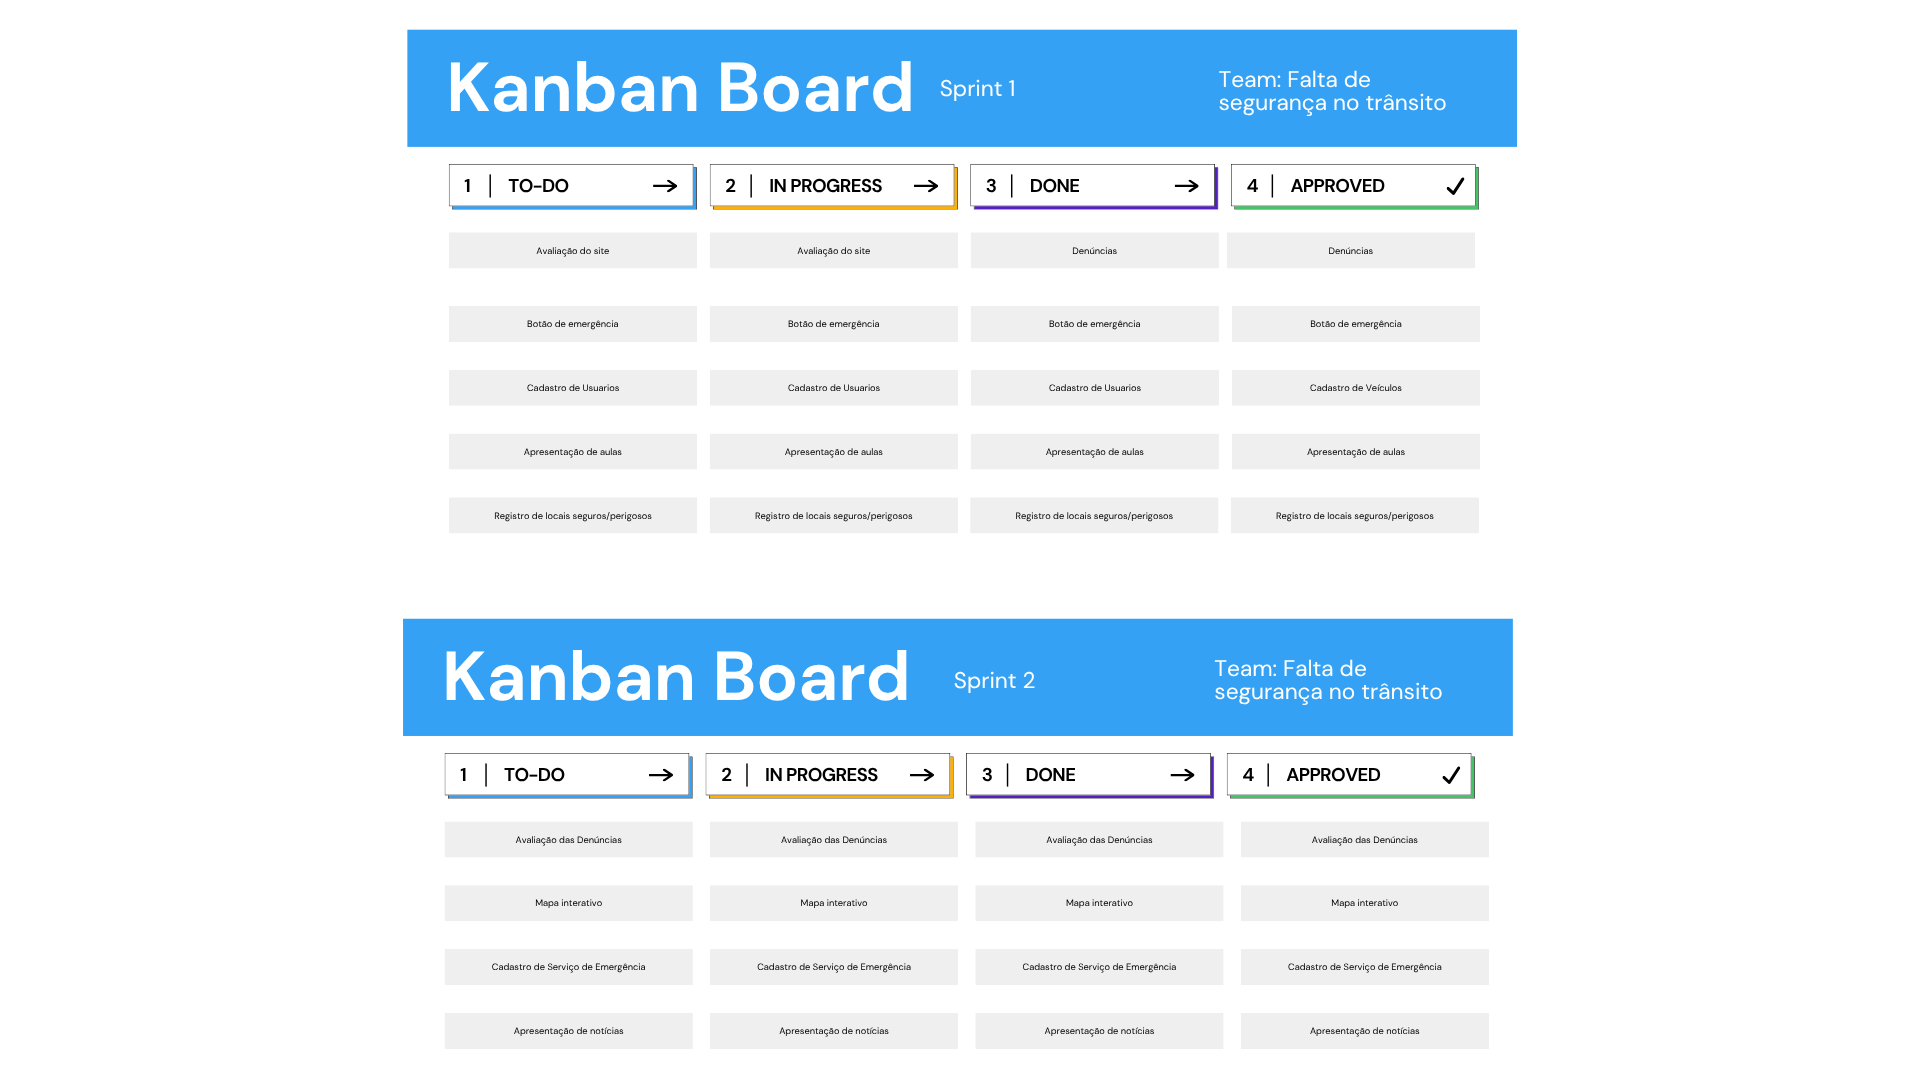 Kanban Board
Sprint 1
Team: Falta de
segurança no trânsito
1 TO-DO
2 IN PROGRESS
3 DONE
4 APPROVED
Avaliação do site
Avaliação do site
Denúncias
Denúncias
Botão de emergência
Botão de emergência
Botão de emergência
Botão de emergência
Cadastro de Usuarios
Cadastro de Usuarios
Cadastro de Usuarios
Cadastro de Veículos
Apresentação de aulas
Apresentação de aulas
Apresentação de aulas
Apresentação de aulas
Registro de locais seguros/perigosos
Registro de locais seguros/perigosos
Registro de locais seguros/perigosos
Registro de locais seguros/perigosos
Kanban Board
Sprint 2
Team: Falta de
segurança no trânsito
1 TO-DO
2 IN PROGRESS
3 DONE
4 APPROVED
Avaliação das Denúncias
Avaliação das Denúncias
Avaliação das Denúncias
Avaliação das Denúncias
Mapa interativo
Mapa interativo
Mapa interativo
Mapa interativo
Cadastro de Serviço de Emergência
Cadastro de Serviço de Emergência
Cadastro de Serviço de Emergência
Cadastro de Serviço de Emergência
Apresentação de notícias
Apresentação de notícias
Apresentação de notícias
Apresentação de notícias